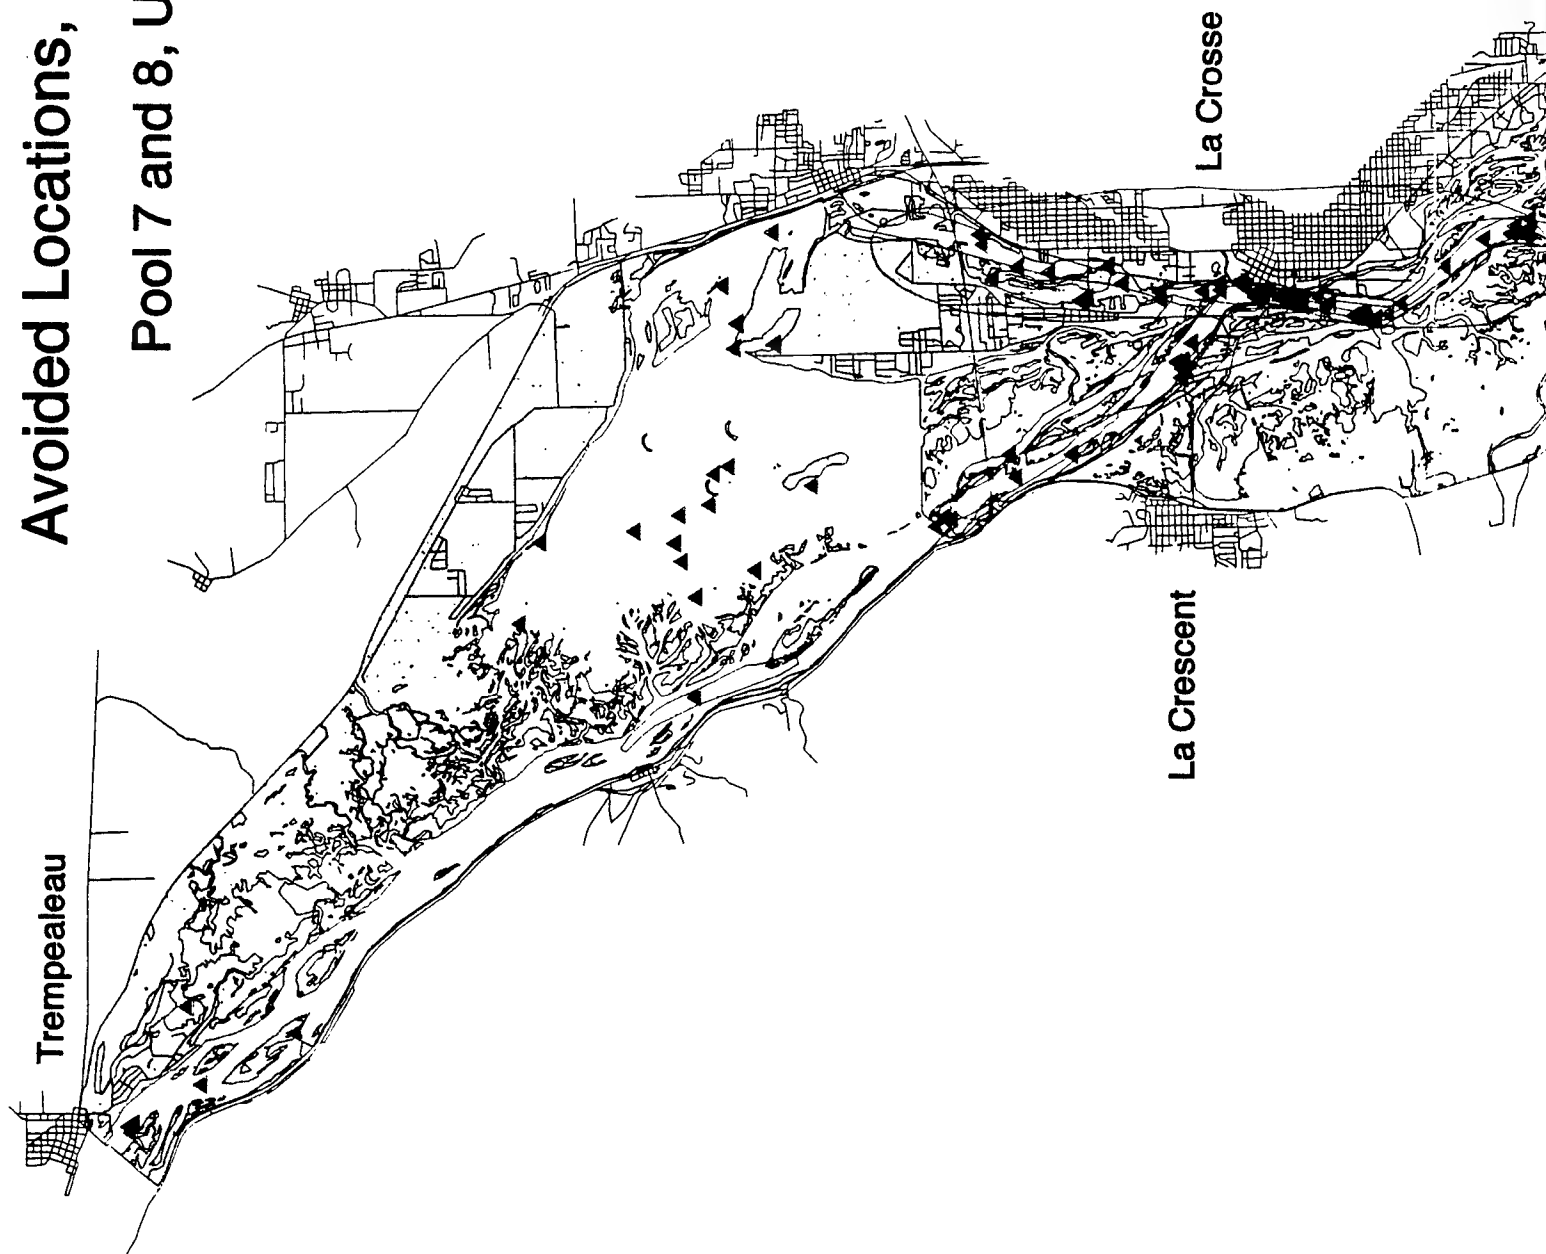 Avoided Locations,
Pool 7 and 8, U
Trempealeau
La Crescent
La Crosse